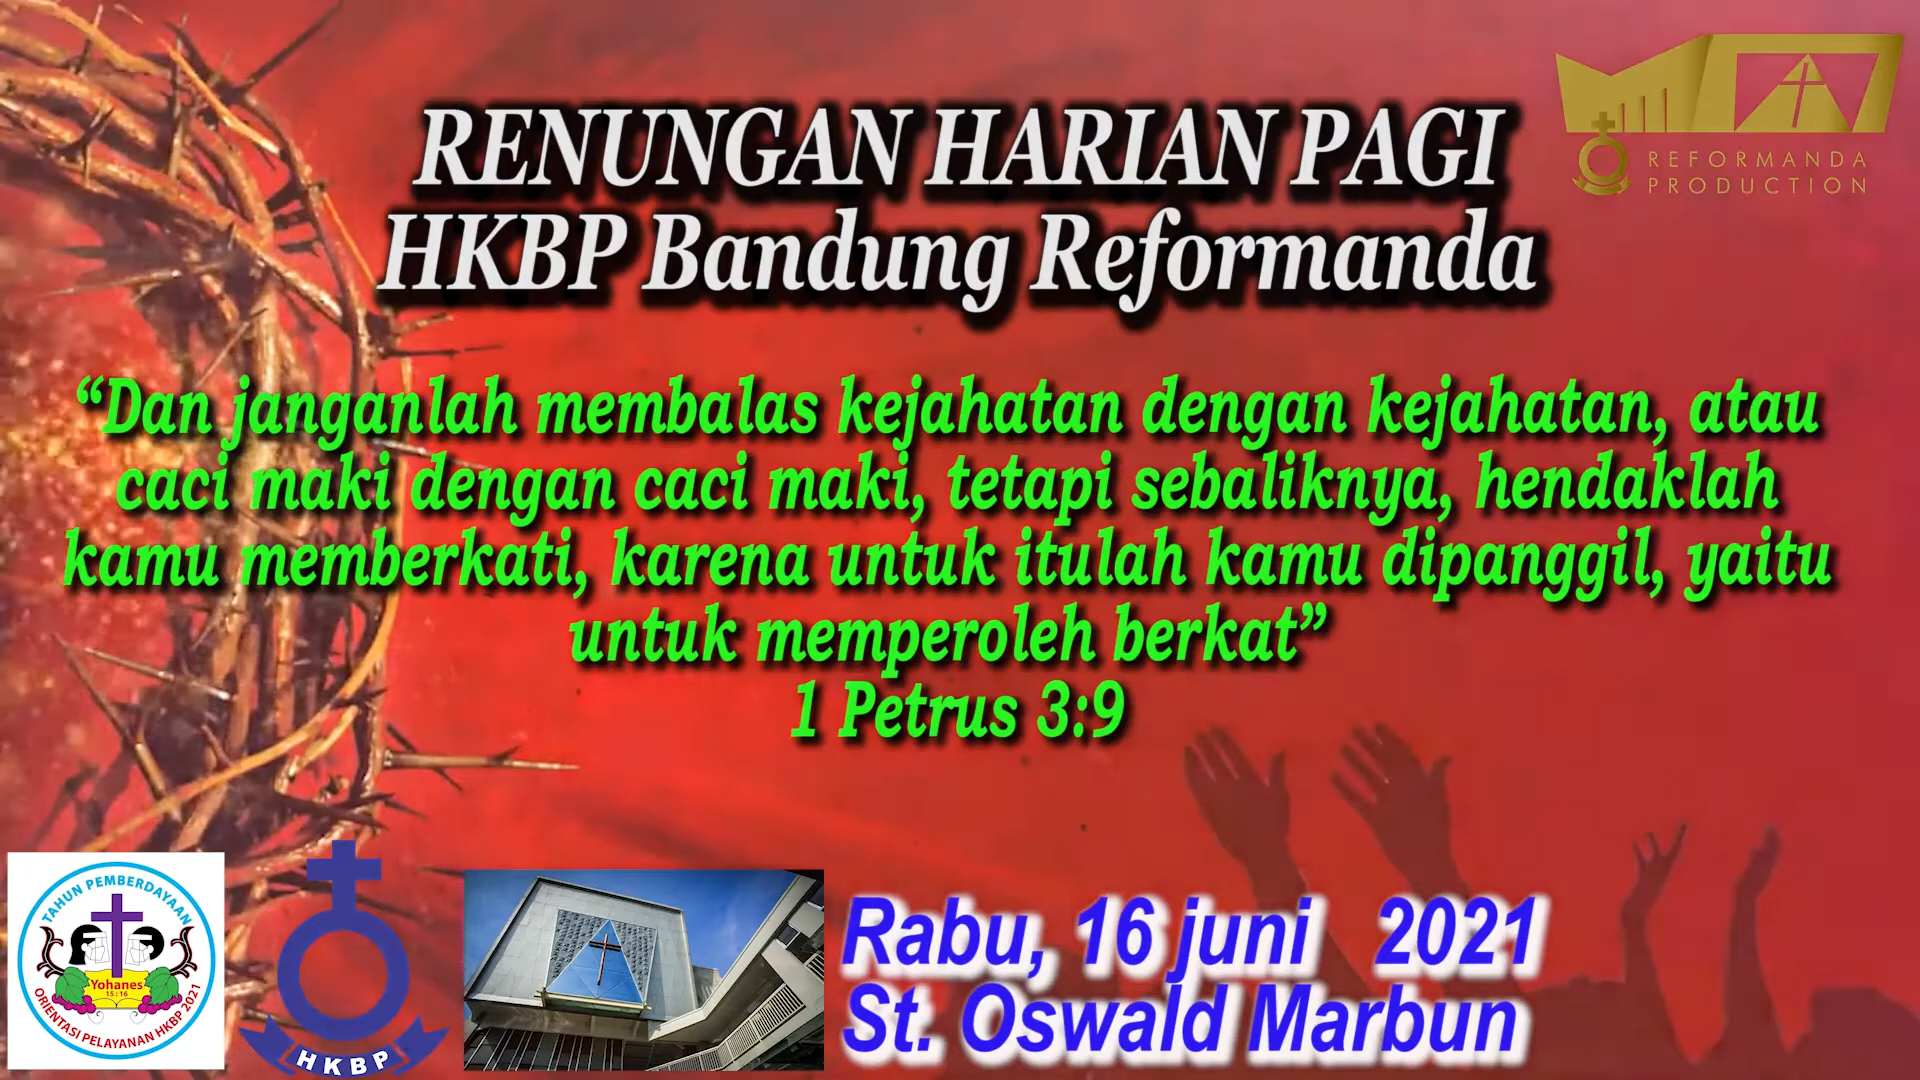 RENUNGAN HARIAN PAGI
HKBP Bandung Reformanda
REFORMANDA
PRODUCTION
“Dan janganlah membalas kejahatan dengan kejahatan, atau
caci maki dengan caci maki, tetapi sebaliknya, hendaklah
kamu memberkati, karena untuk itulah kamu dipanggil, yaitu
untuk memperoleh berkat”
1 Petrus 3:9
TAHUN PEMBERDAYAAN
Yohanes
15:16
ORIENTASI PELAYANAN HKBP 2021
HKBP
Rabu, 16 juni 2021
St. Oswald Marbun